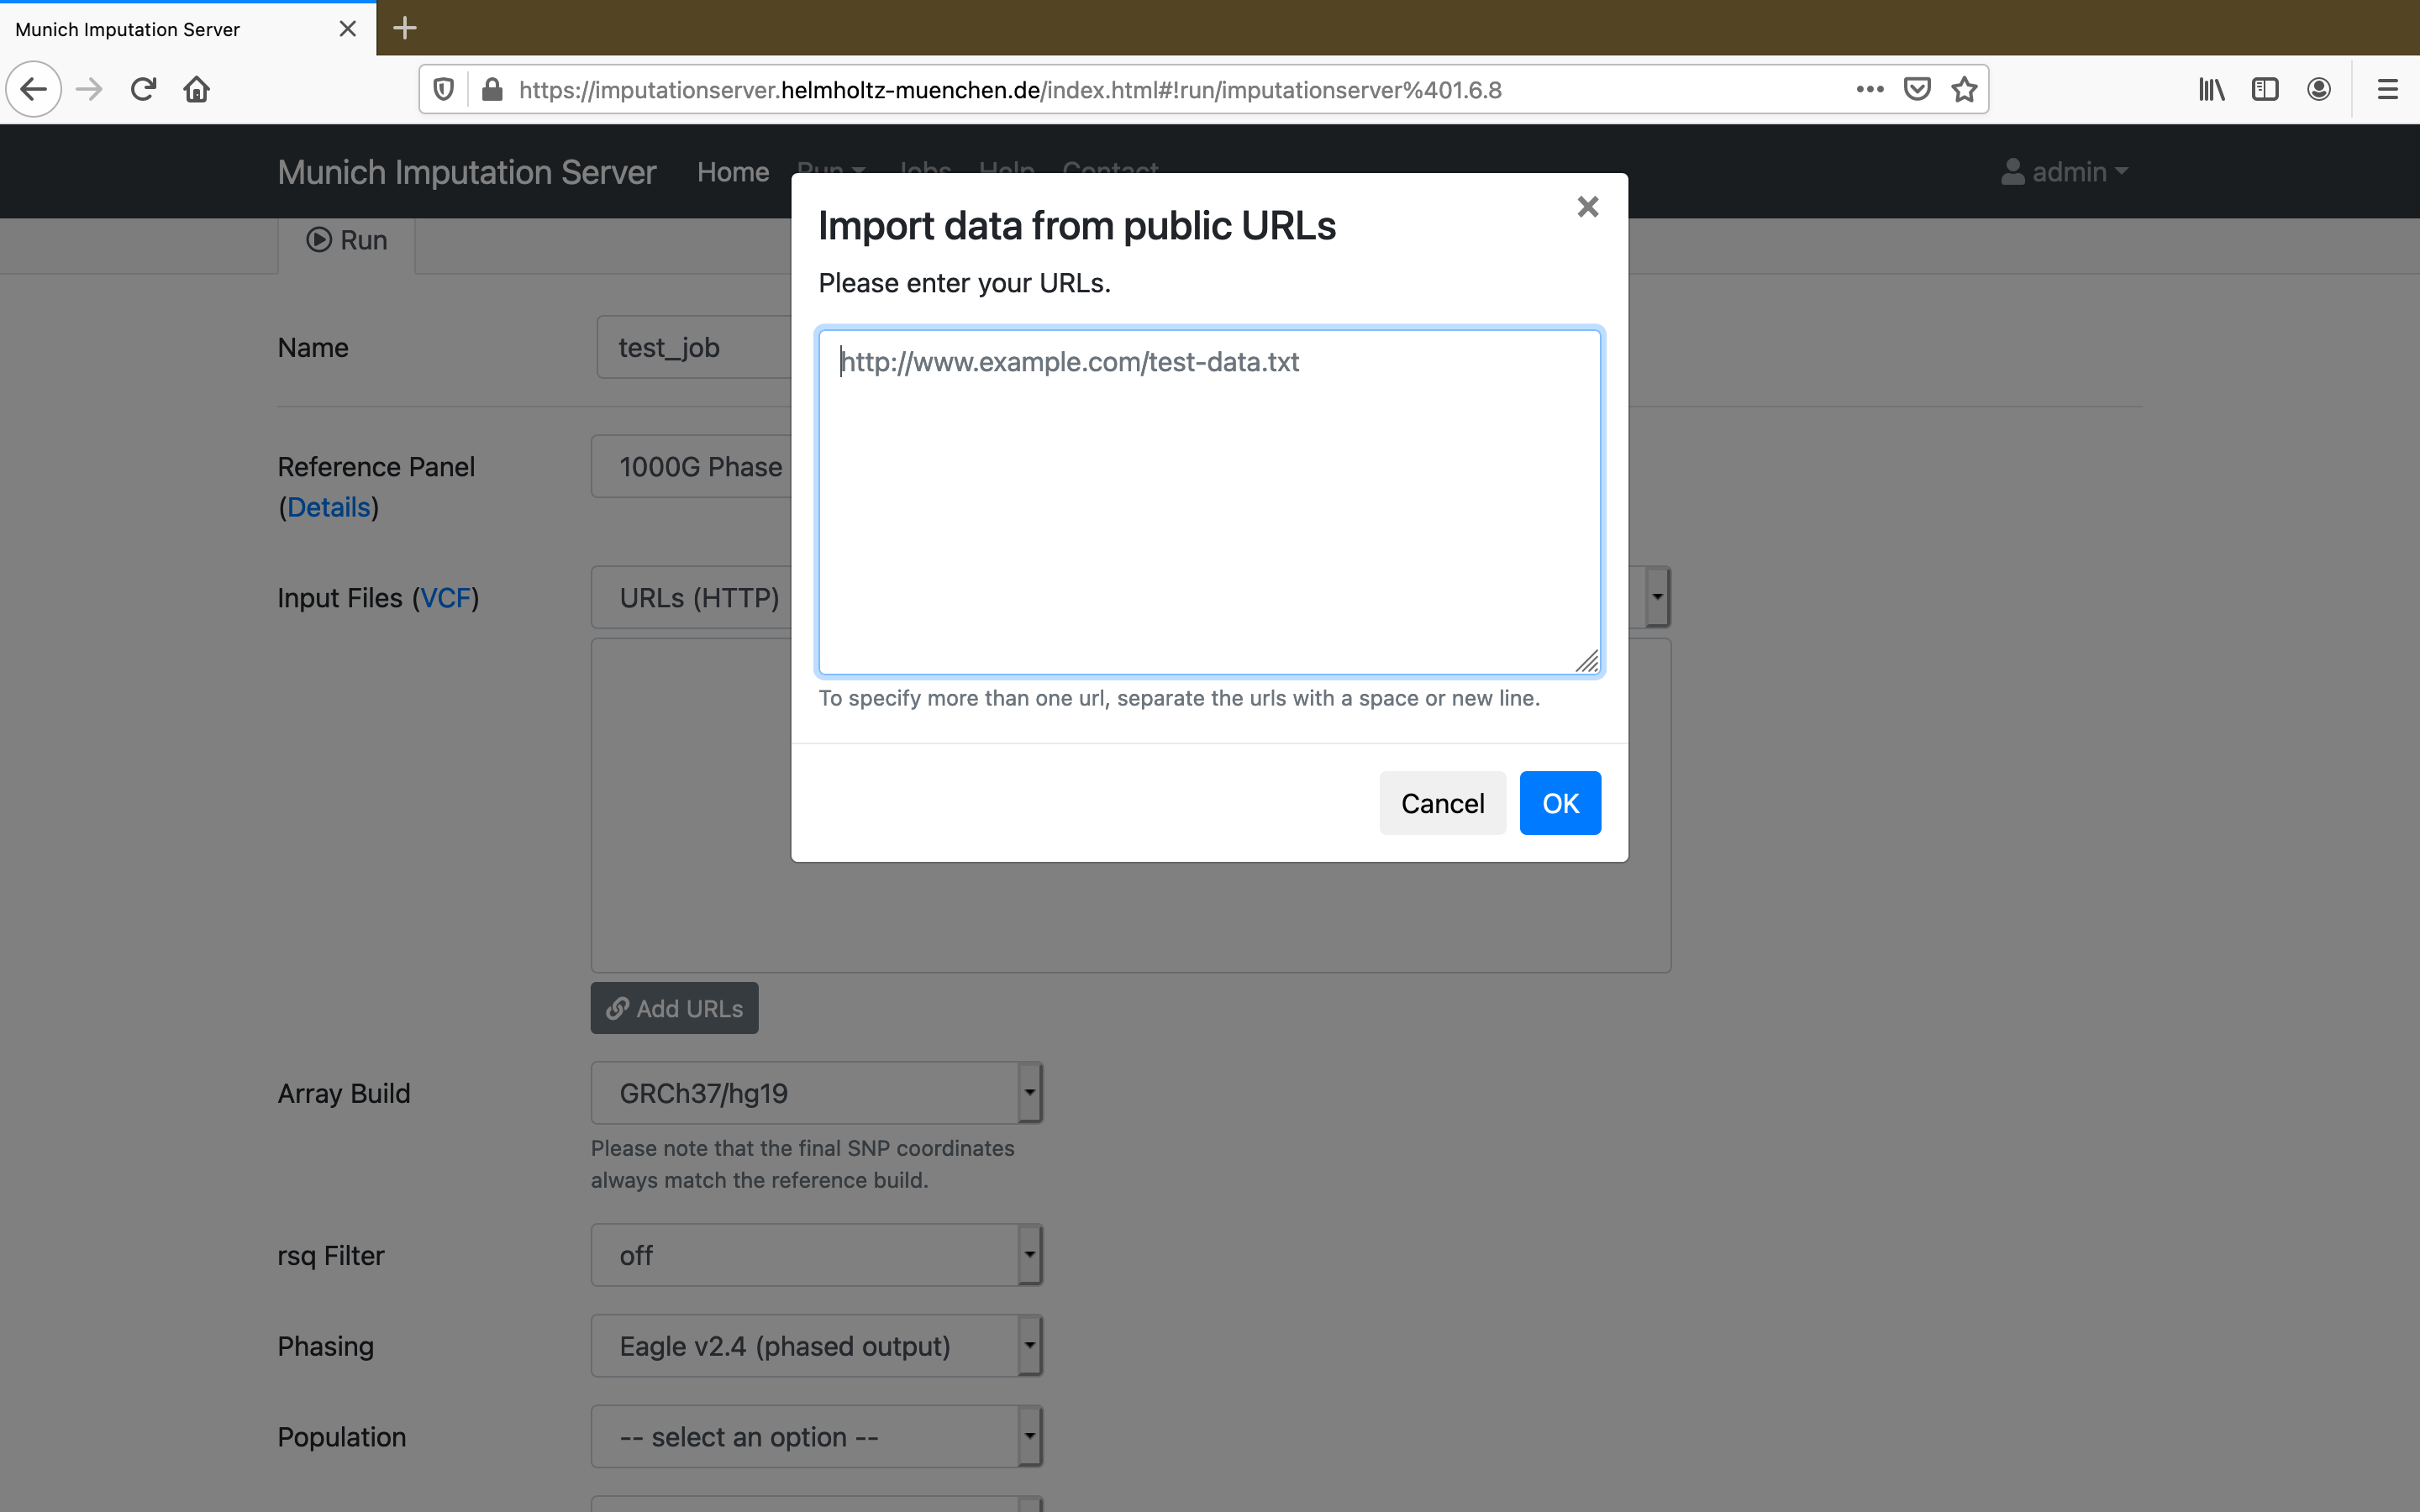 Munich Imputation Server
https://imputationserver.helmholtz-muenchen.de/index.html#!run/imputationserver%401.6.8
Munich Imputation Server Home Run Jobs Help Contact admin
Run
Import data from public URLs
Please enter your URLs.
http://www.example.com/test-data.txt
To specify more than one url, separate the urls with a space or new line.
Cancel OK
Name test_job
Reference Panel 1000G Phase
(Details)
Input Files (VCF) URLs (HTTP)
Add URLs
Array Build GRCh37/hg19
Please note that the final SNP coordinates
always match the reference build.
rsq Filter off
Phasing Eagle v2.4 (phased output)
Population -- select an option --